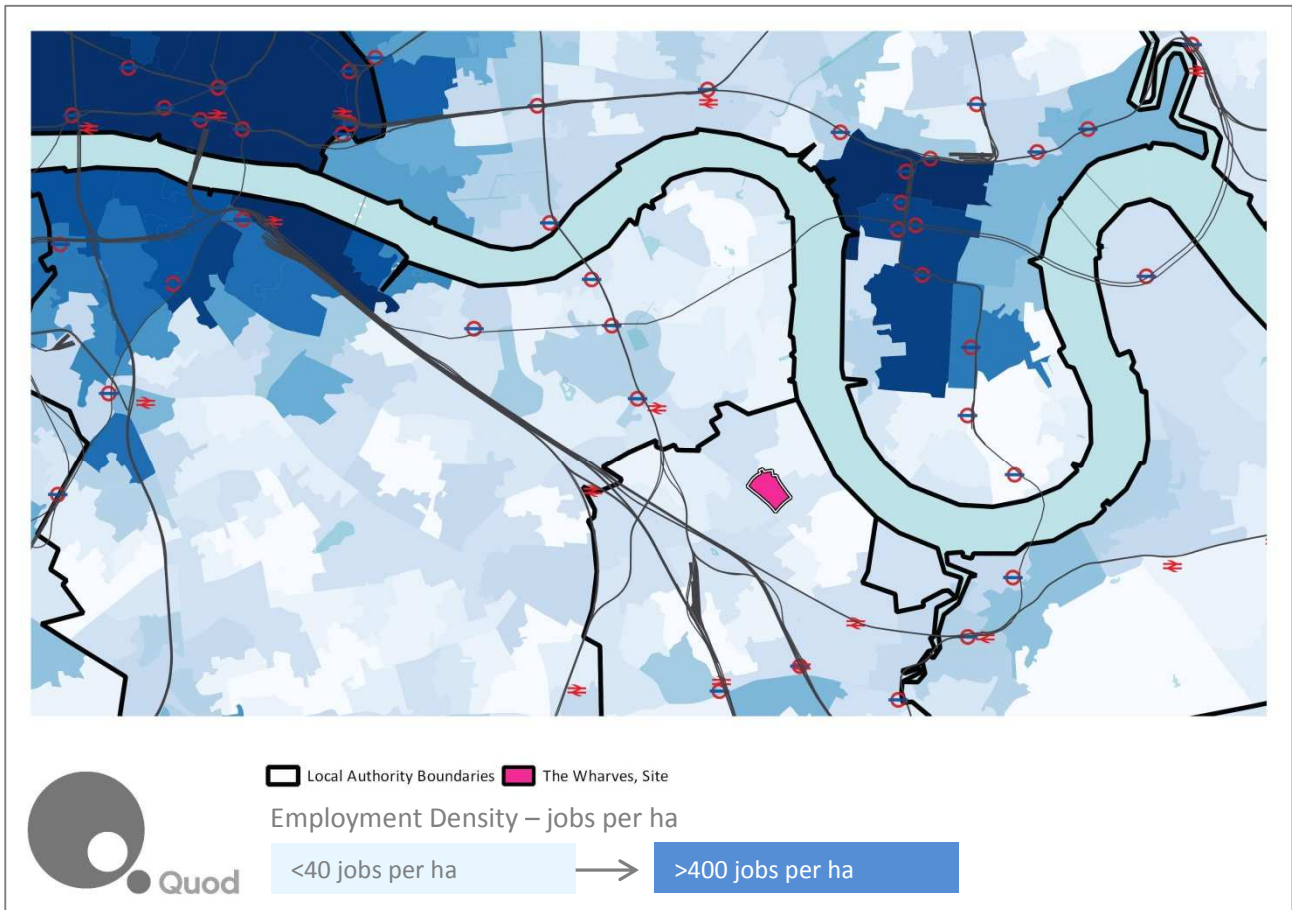 Local Authority Boundaries The Wharves, Site
Employment Density – jobs per ha
<40 jobs per ha >400 jobs per ha
Quod